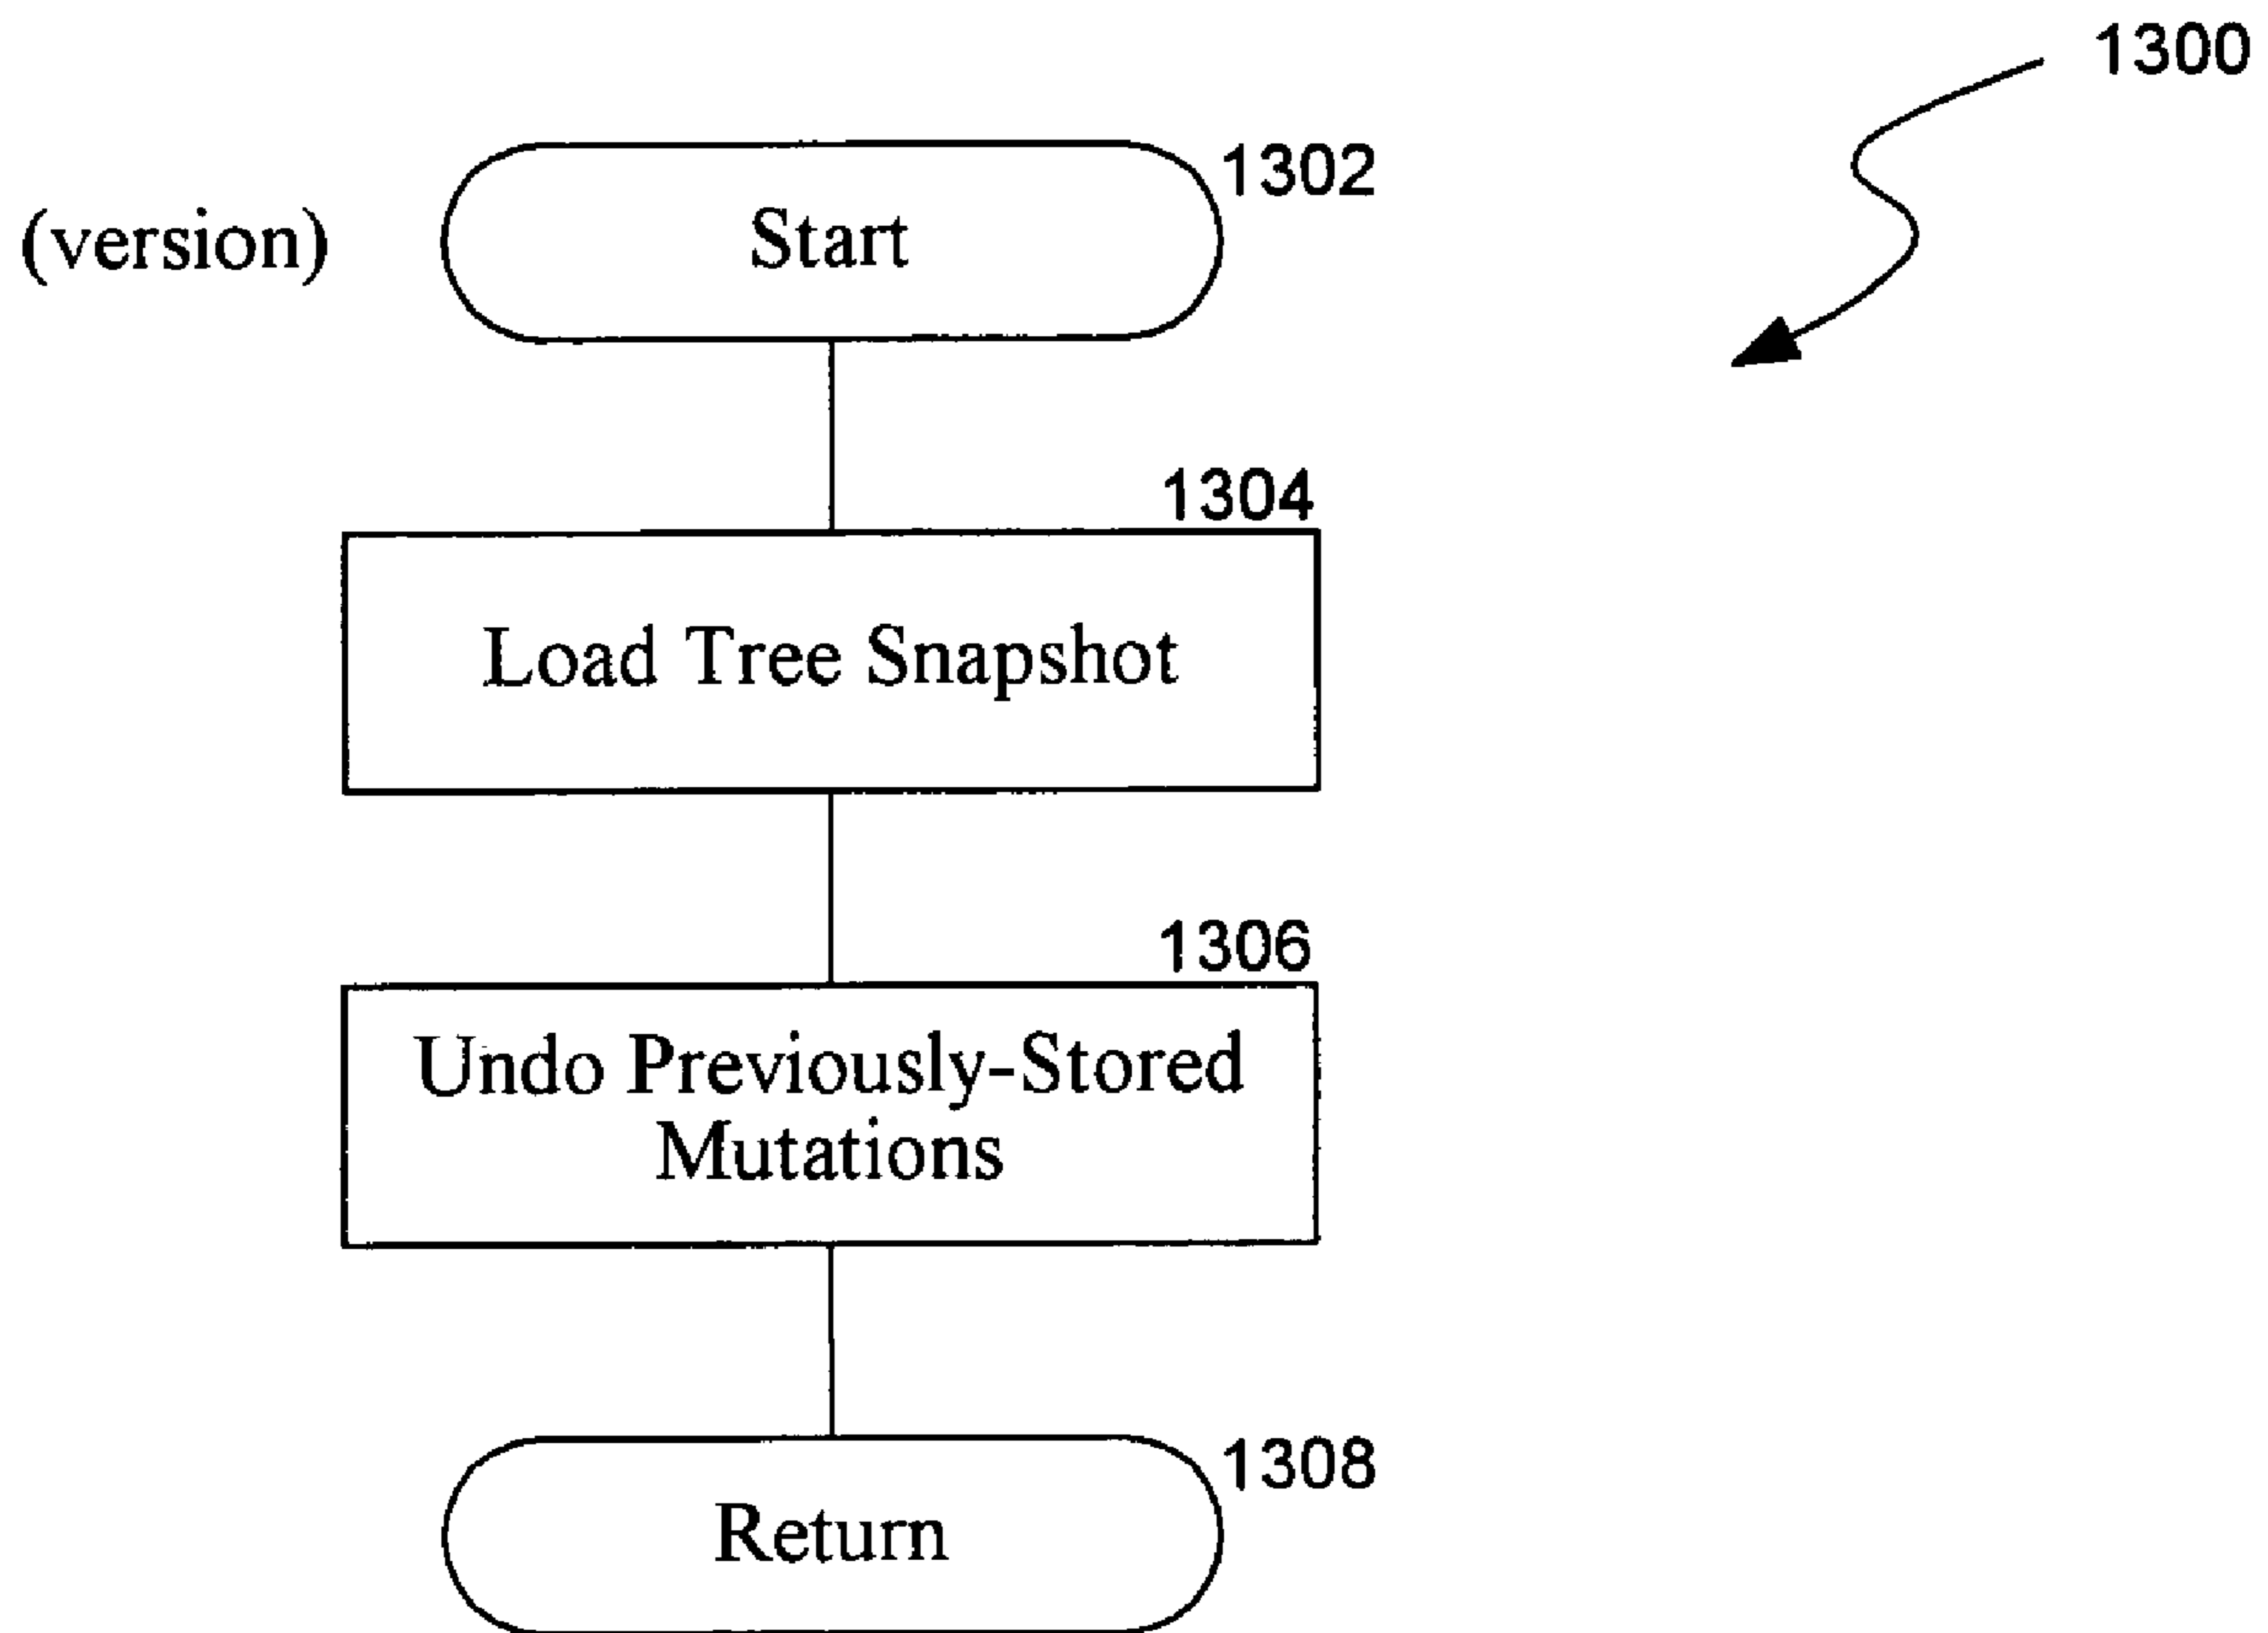 1300
1302
(version)
Start
1304
Load Tree Snapshot
1306
Undo Previously-Stored
Mutations
1308
Return